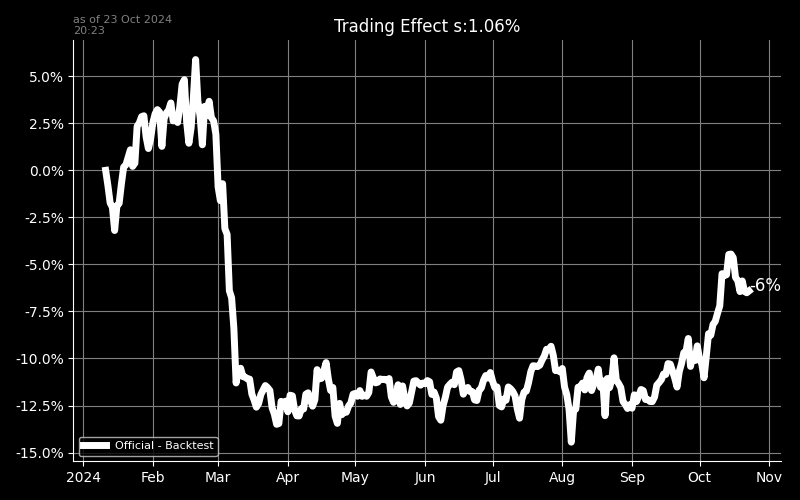 as of 23 Oct 2024
20:23
Trading Effect s:1.06%
5.0%
2.5%
0.0%
-2.5%
-5.0%
-7.5%
-10.0%
-12.5%
-15.0%
-6%
Official - Backtest
2024 Feb Mar Apr May Jun Jul Aug Sep Oct Nov